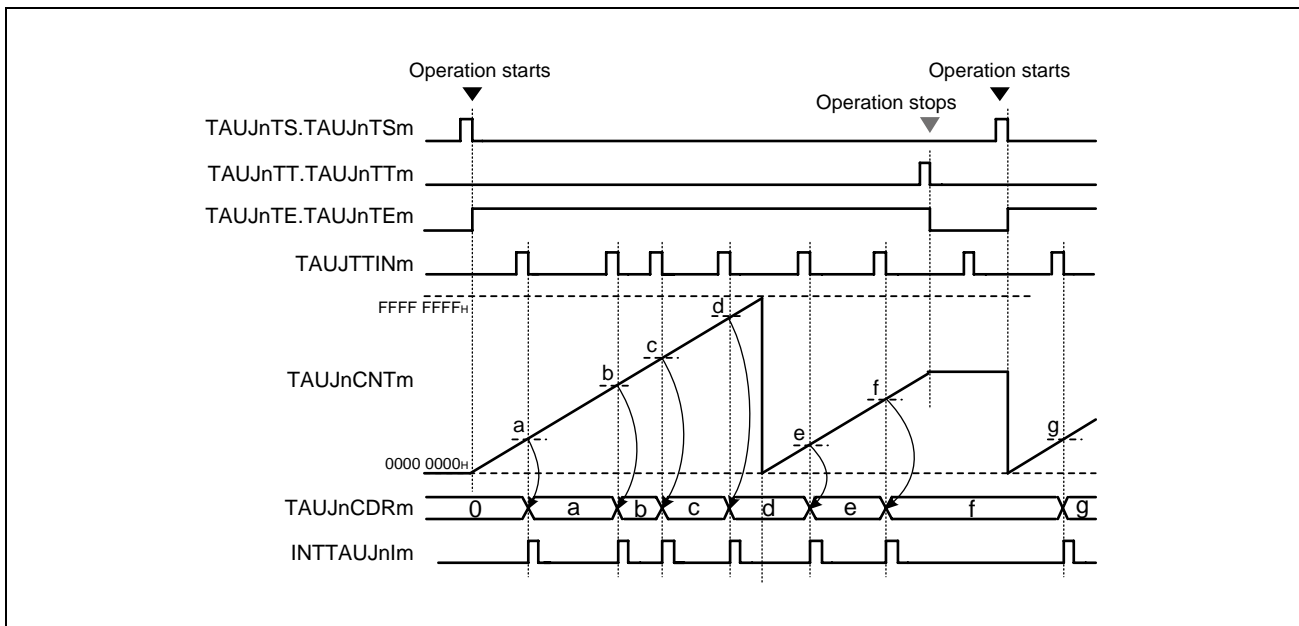 Operation starts
Operation starts
Operation stops
TAUJnTS.TAUJnTSm
TAUJnTT.TAUJnTTm
TAUJnTE.TAUJnTEm
TAUJTTINm
FFFF FFFFH
d
c
TAUJnCNTm
b
f
a
e
g
0000 0000H
TAUJnCDRm
0 a b c d e f g
INTTAUJnIm